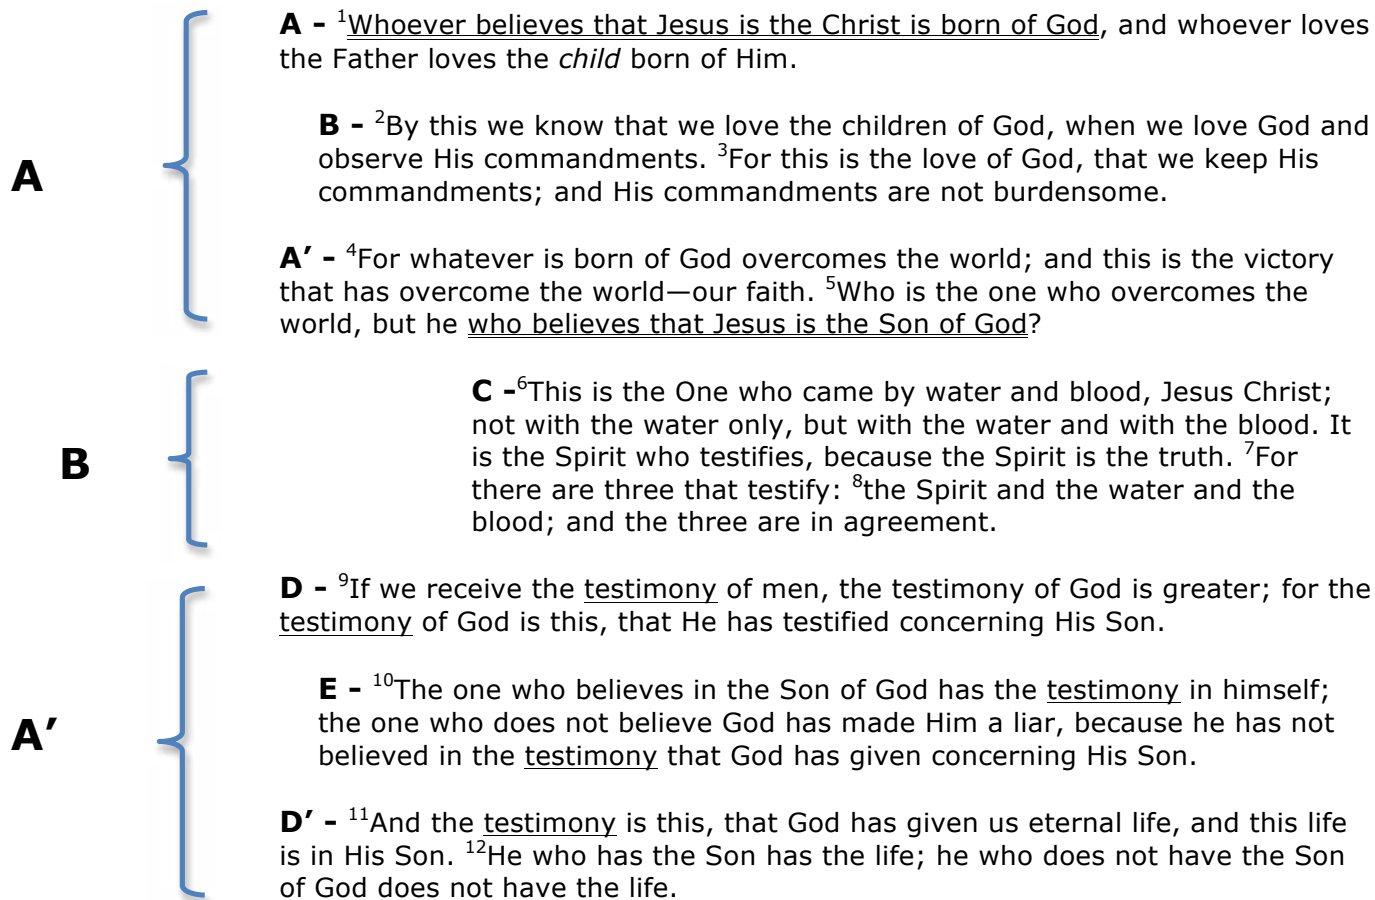 A – 1Whoever believes that Jesus is the Christ is born of God, and whoever loves
the Father loves the child born of Him.
B – 2By this we know that we love the children of God, when we love God and
observe His commandments. 3For this is the love of God, that we keep His
commandments; and His commandments are not burdensome.
A
A’ – 4For whatever is born of God overcomes the world; and this is the victory
that has overcome the world—our faith. 5Who is the one who overcomes the
world, but he who believes that Jesus is the Son of God?
C –6This is the One who came by water and blood, Jesus Christ;
not with the water only, but with the water and with the blood. It
is the Spirit who testifies, because the Spirit is the truth. 7For
there are three that testify: 8the Spirit and the water and the
blood; and the three are in agreement.
B
D – 9If we receive the testimony of men, the testimony of God is greater; for the
testimony of God is this, that He has testified concerning His Son.
E – 10The one who believes in the Son of God has the testimony in himself;
the one who does not believe God has made Him a liar, because he has not
believed in the testimony that God has given concerning His Son.
A’
D’ – 11And the testimony is this, that God has given us eternal life, and this life
is in His Son. 12He who has the Son has the life; he who does not have the Son
of God does not have the life.